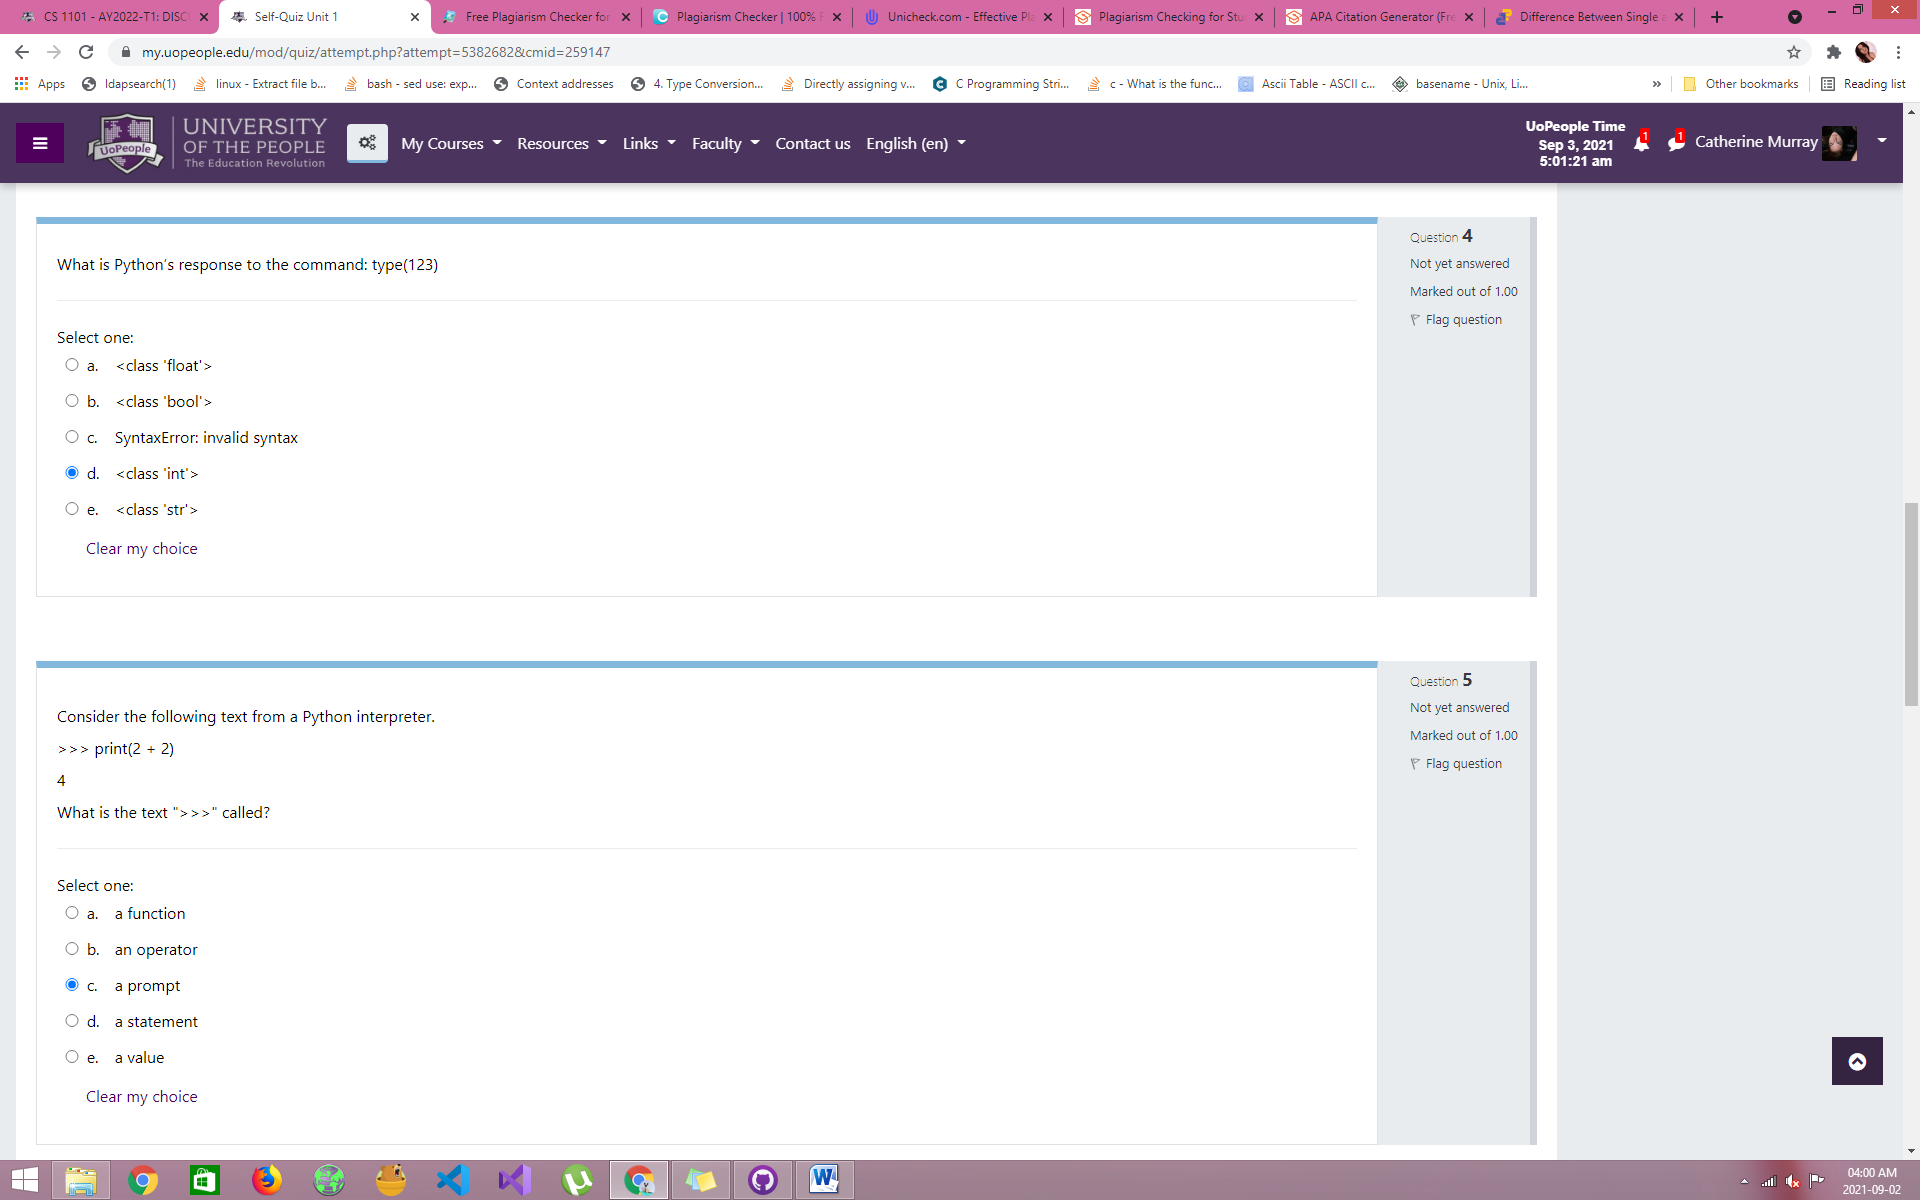 CS 1101 - AY2022-T1: DISC
Self-Quiz Unit 1
Free Plagiarism Checker for
Plagiarism Checker | 100%
Unicheck.com - Effective Pl
Plagiarism Checking for Stu
APA Citation Generator (Fre
Difference Between Single a
my.uopeople.edu/mod/quiz/attempt.php?attempt=5382682&cmid=259147
Apps
ldapsearch(1)
linux - Extract file b...
bash - sed use: exp...
Context addresses
4. Type Conversion...
Directly assigning v...
C Programming Stri...
c - What is the func...
Ascii Table - ASCII c...
basename - Unix, Li...
»
Other bookmarks
Reading list
UoPeople
UNIVERSITY
OF THE PEOPLE
The Education Revolution
My Courses
Resources
Links
Faculty
Contact us
English (en)
UoPeople Time
Sep 3, 2021
5:01:21 am
1
1
Catherine Murray
What is Python's response to the command: type(123)
Select one:
a. <class 'float'>
b. <class 'bool'>
c. SyntaxError: invalid syntax
d. <class 'int'>
e. <class 'str'>
Clear my choice
Question 4
Not yet answered
Marked out of 1.00
Flag question
Consider the following text from a Python interpreter.
>>> print(2 + 2)
4
What is the text ">>>" called?
Select one:
a. a function
b. an operator
c. a prompt
d. a statement
e. a value
Clear my choice
Question 5
Not yet answered
Marked out of 1.00
Flag question
04:00 AM
2021-09-02